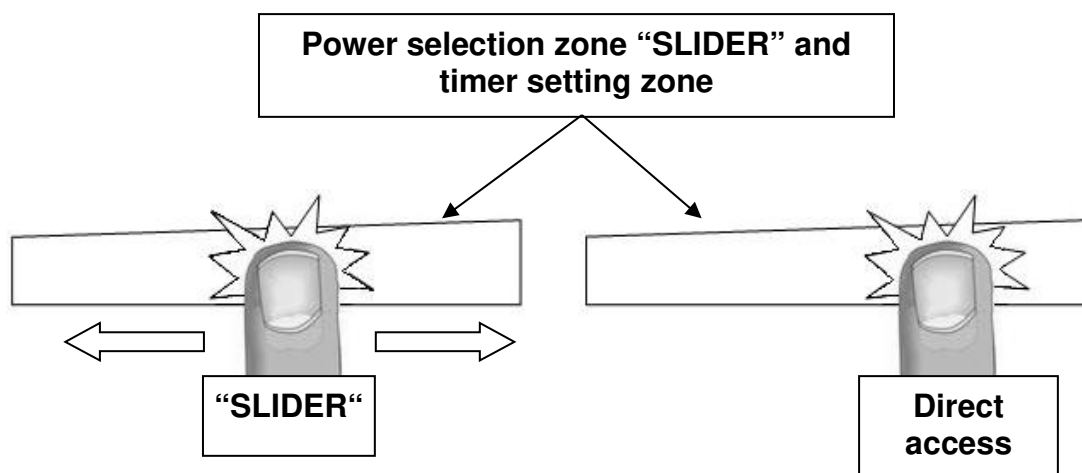 Power selection zone “SLIDER” and
timer setting zone
“SLIDER“
Direct
access